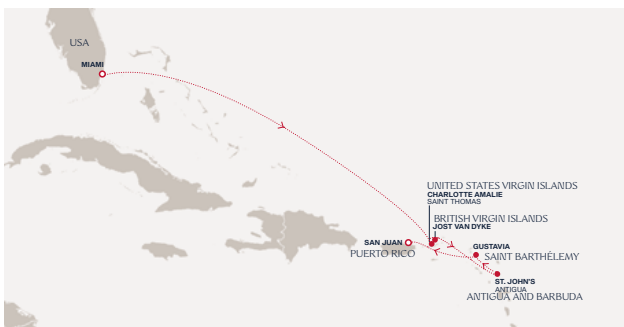 USA
MIAMI
UNITED STATES VIRGIN ISLANDS
CHARLOTTE AMALIE
SAINT THOMAS
BRITISH VIRGIN ISLANDS
JOST VAN DYKE
SAN JUAN
PUERTO RICO
GUSTAVIA
SAINT BARTHÉLEMY
ST. JOHN'S
ANTIGUA
ANTIGUA AND BARBUDA